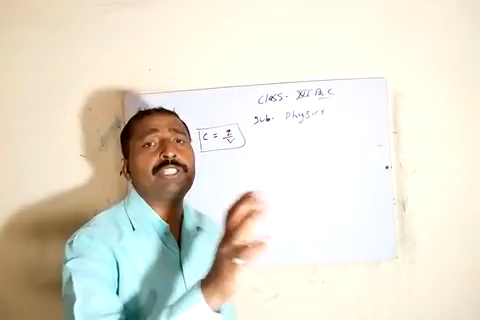 Class- XII B, C
Sub- Physics
C = q/V